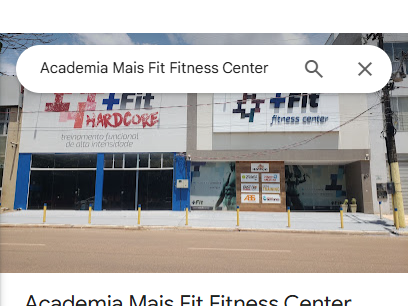 Academia Mais Fit Fitness Center
+Fit
HARDCORE
treinamento funcional
de alta intensidade
+Fit
fitness center
+Fit
Academia Mais Fit Fitness Center